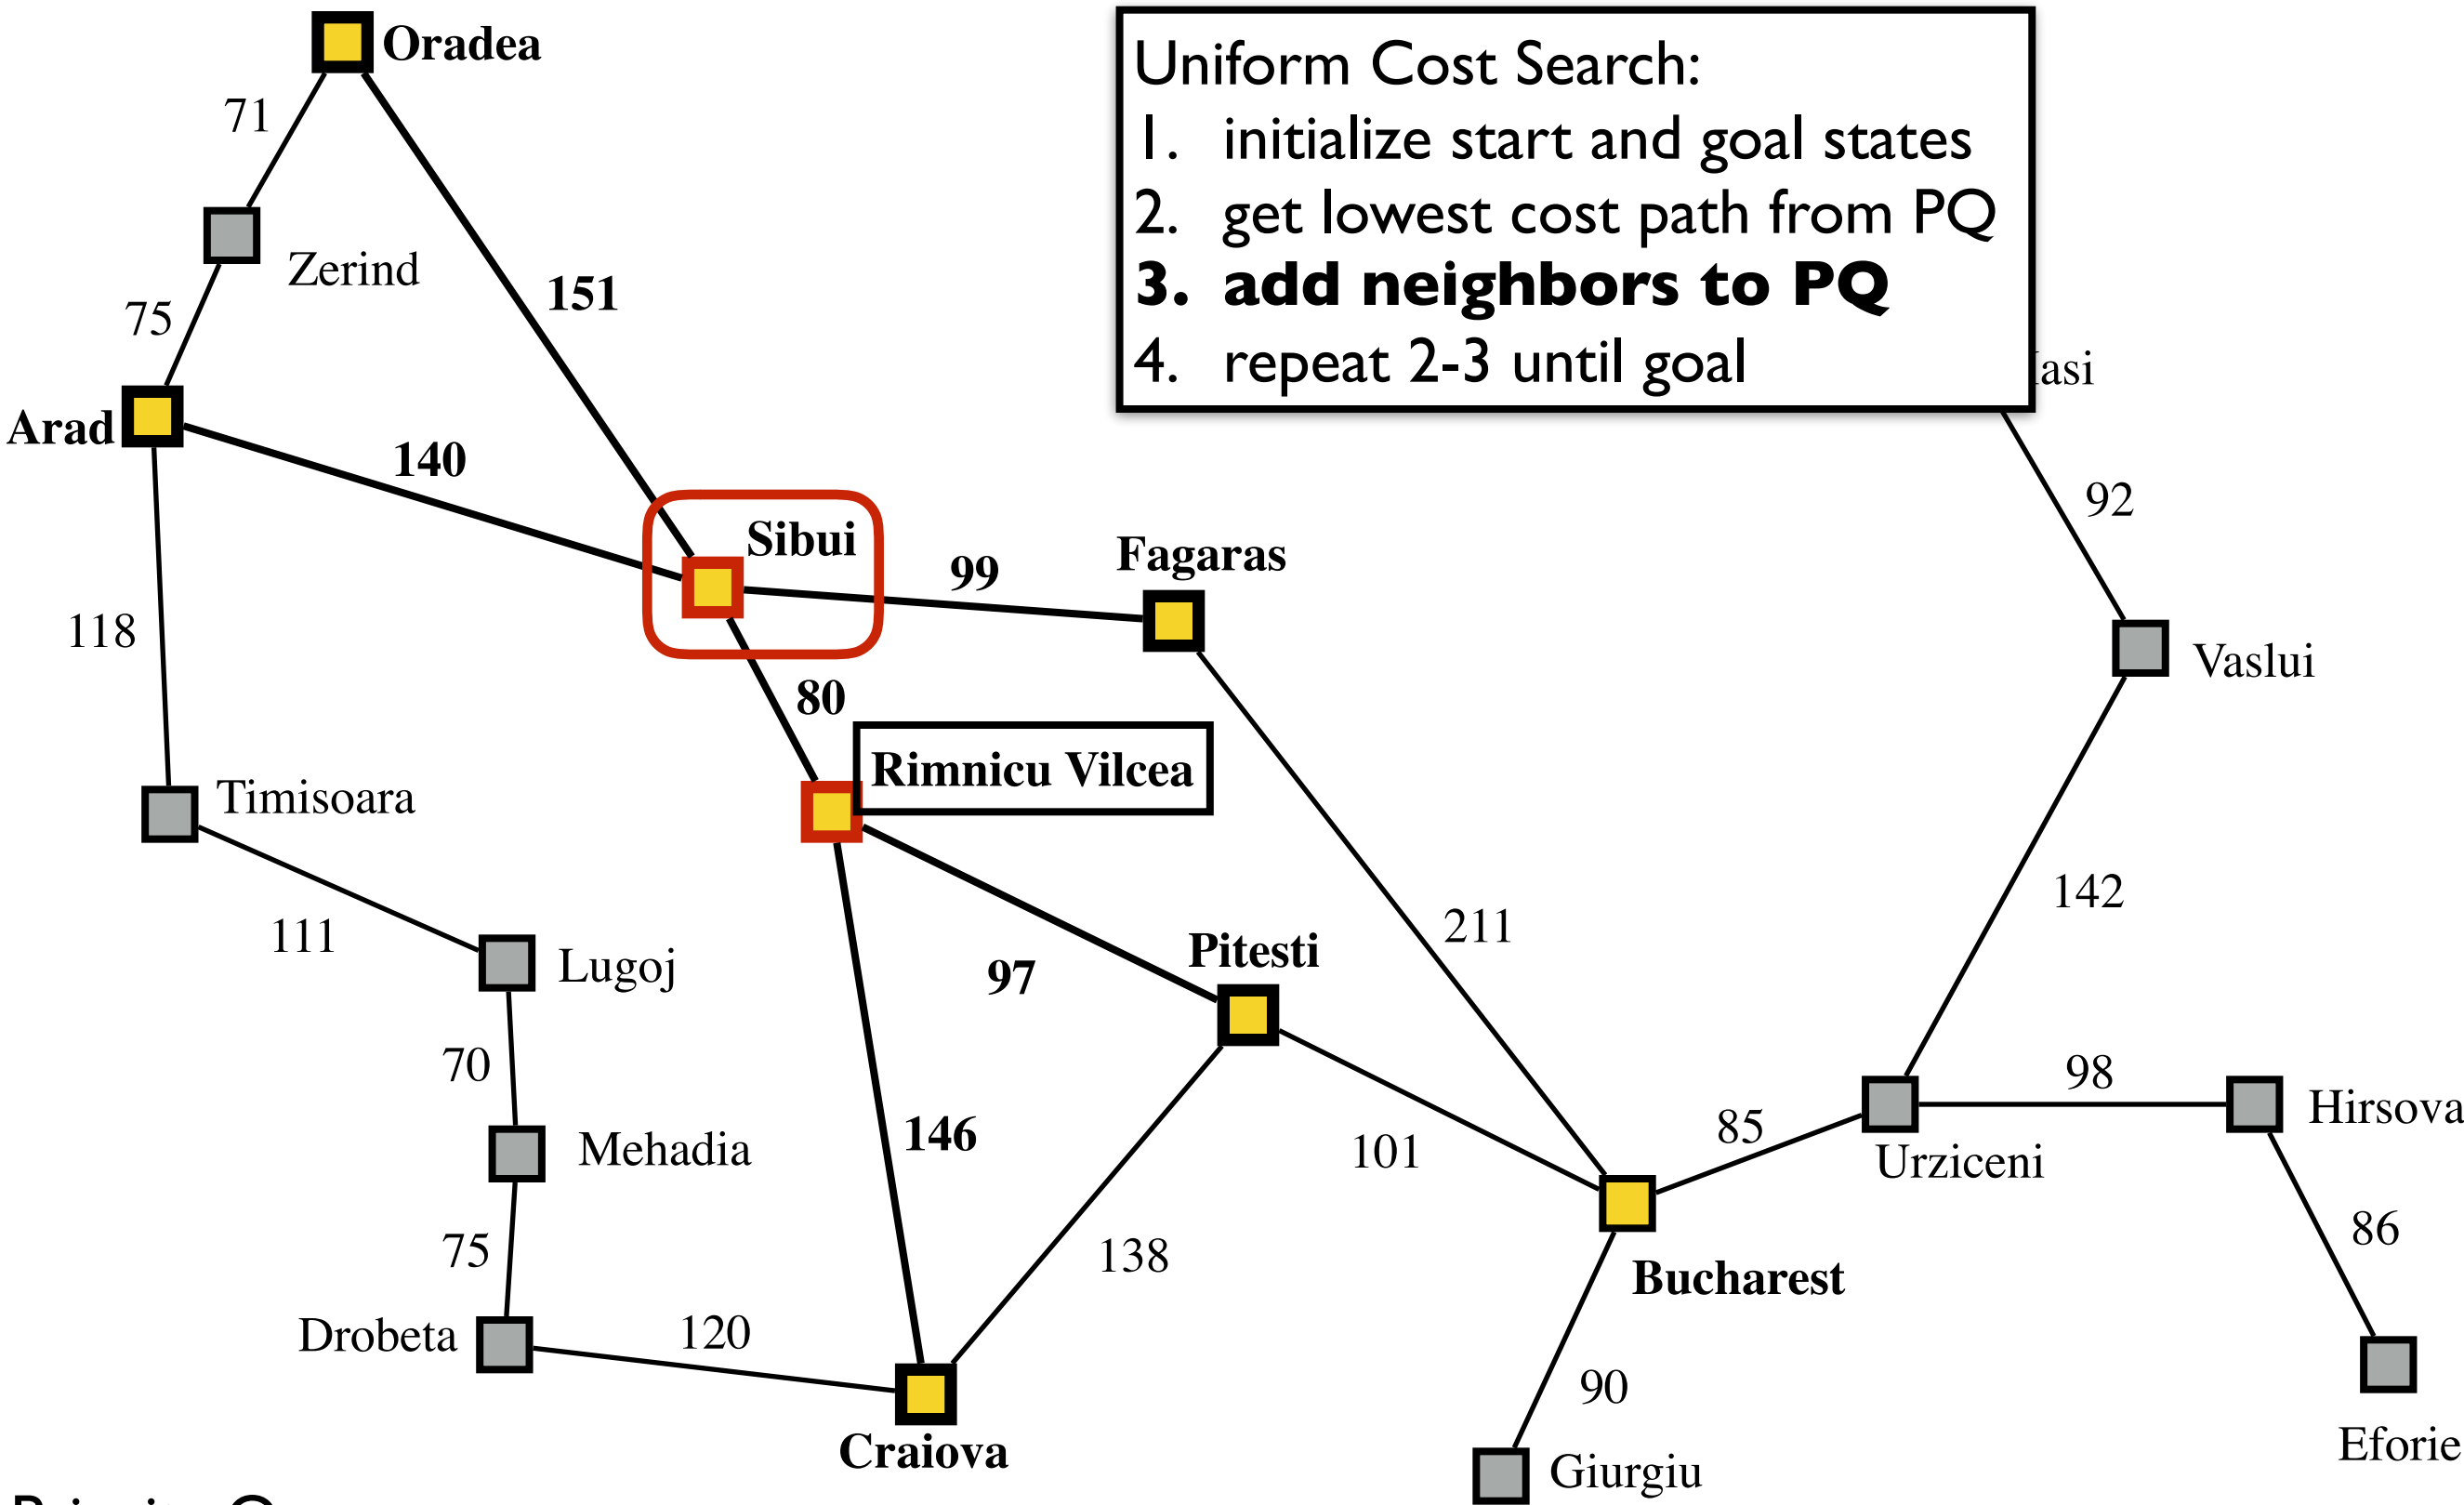 Oradea
Uniform Cost Search:
1. initialize start and goal states
2. get lowest cost path from PQ
3. add neighbors to PQ
4. repeat 2-3 until goal
71
Zerind
151
75
asi
Arad
140
92
Sibui
99
Fagaras
118
Vaslui
80
Rimnicu Vilcea
Timisoara
142
111
211
Pitesti
Lugoj
97
70
98
Hirsova
85
Mehadia
146
101
Urziceni
75
138
86
Bucharest
Drobeta
120
90
Craiova
Giurgiu
Eforie